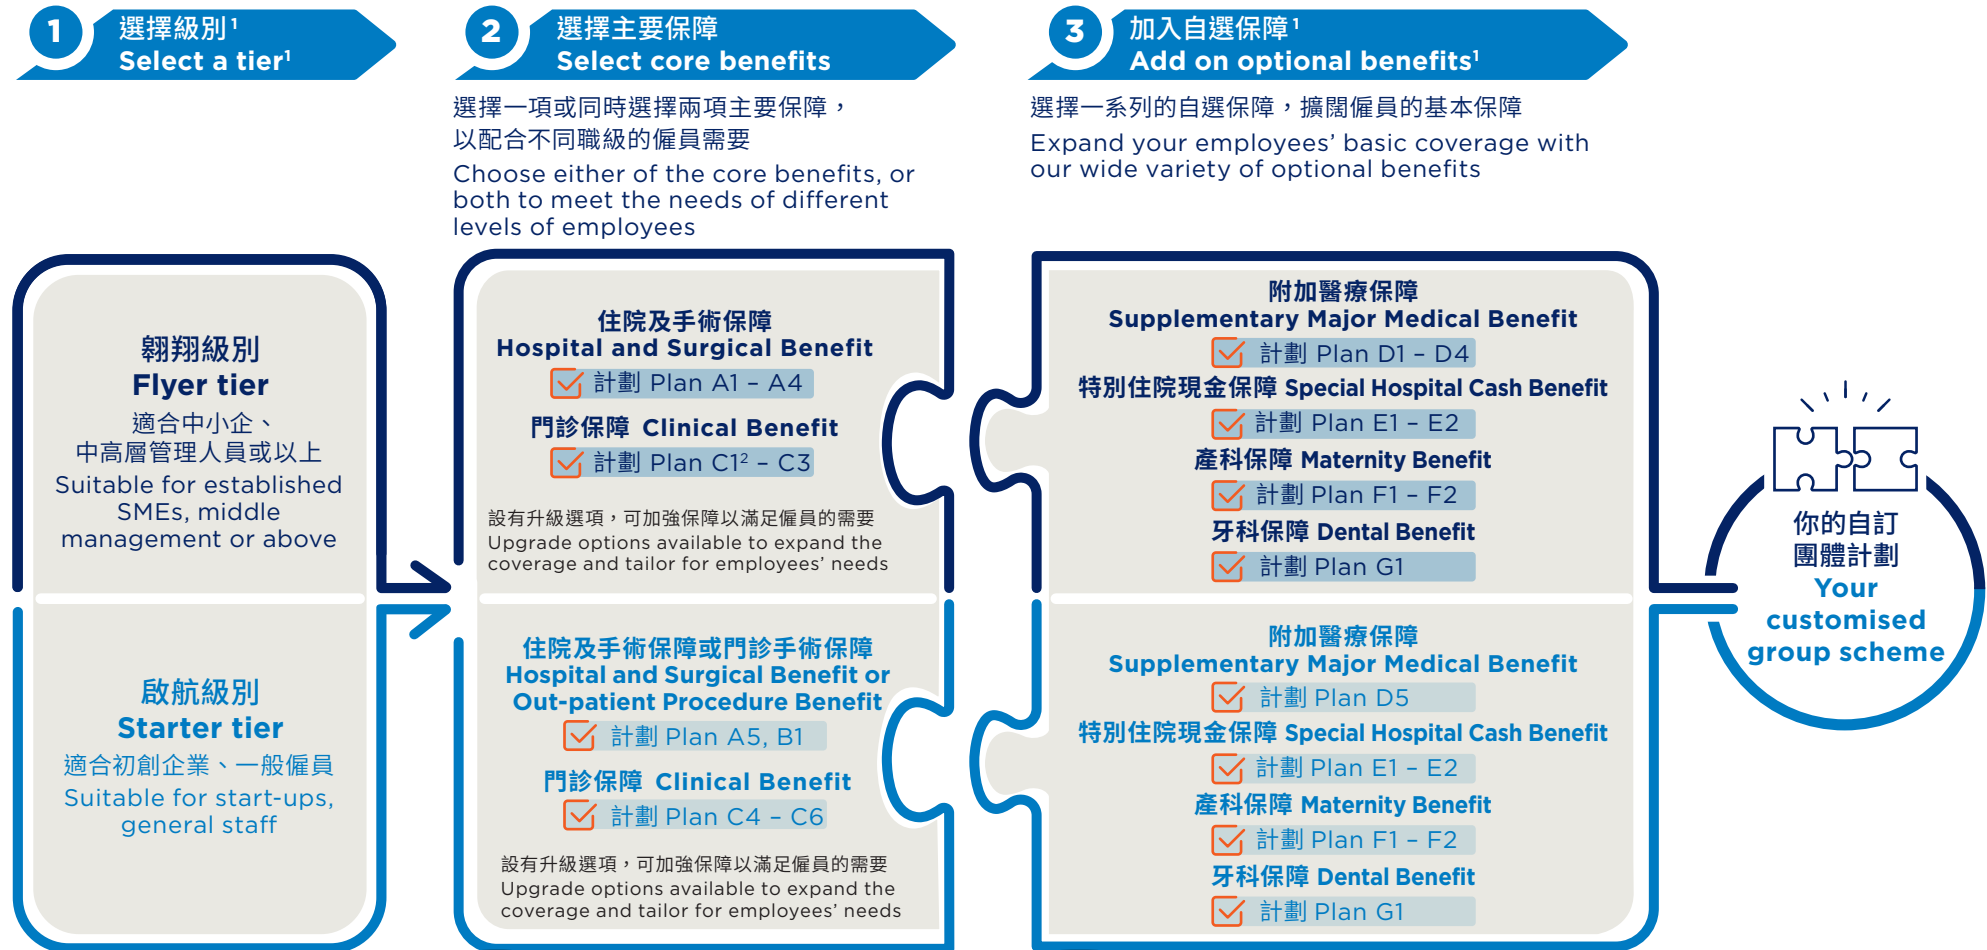 1
選擇級別¹
Select a tier¹
2
選擇主要保障
Select core benefits
選擇一項或同時選擇兩項主要保障，
以配合不同職級的僱員需要
Choose either of the core benefits, or
both to meet the needs of different
levels of employees
3
加入自選保障¹
Add on optional benefits¹
選擇一系列的自選保障，擴闊僱員的基本保障
Expand your employees’ basic coverage with
our wide variety of optional benefits
翱翔級別
Flyer tier
適合中小企、
中高層管理人員或以上
Suitable for established
SMEs, middle
management or above
啟航級別
Starter tier
適合初創企業、一般僱員
Suitable for start-ups,
general staff
住院及手術保障
Hospital and Surgical Benefit
計劃 Plan A1 – A4
門診保障 Clinical Benefit
計劃 Plan C1² – C3
設有升級選項，可加強保障以滿足僱員的需要
Upgrade options available to expand the
coverage and tailor for employees’ needs
住院及手術保障或門診手術保障
Hospital and Surgical Benefit or
Out-patient Procedure Benefit
計劃 Plan A5, B1
門診保障 Clinical Benefit
計劃 Plan C4 – C6
設有升級選項，可加強保障以滿足僱員的需要
Upgrade options available to expand the
coverage and tailor for employees’ needs
附加醫療保障
Supplementary Major Medical Benefit
計劃 Plan D1 – D4
特別住院現金保障 Special Hospital Cash Benefit
計劃 Plan E1 – E2
產科保障 Maternity Benefit
計劃 Plan F1 – F2
牙科保障 Dental Benefit
計劃 Plan G1
附加醫療保障
Supplementary Major Medical Benefit
計劃 Plan D5
特別住院現金保障 Special Hospital Cash Benefit
計劃 Plan E1 – E2
產科保障 Maternity Benefit
計劃 Plan F1 – F2
牙科保障 Dental Benefit
計劃 Plan G1
你的自訂
團體計劃
Your
customised
group scheme